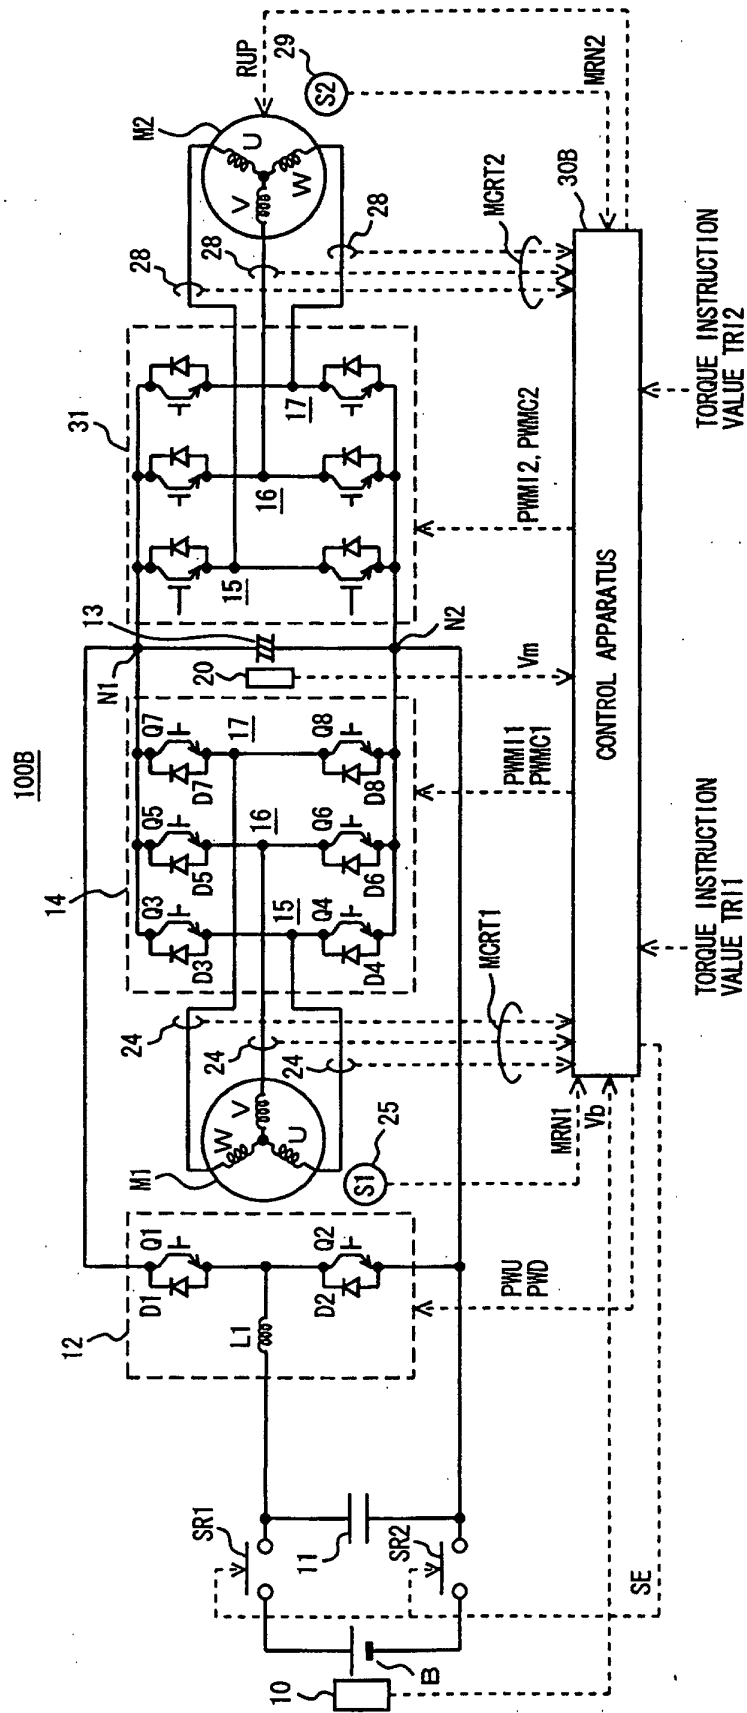 100B
10
B
SR1
SR2
11
SE
12
L1
D1
Q1
D2
Q2
PWU
PWD
M1
W
V
U
S1
25
MRN1
Vb
24
24
24
MCRT1
14
Q3
D3
Q4
D4
15
Q5
D5
Q6
D6
16
Q7
D7
Q8
D8
17
PWMI1
PWMC1
N1
20
13
N2
Vm
31
15
16
17
PWMI2, PWMC2
28
28
28
MCRT2
M2
U
V
W
RUP
29
S2
MRN2
30B
CONTROL APPARATUS
TORQUE INSTRUCTION
VALUE TRI1
TORQUE INSTRUCTION
VALUE TRI2